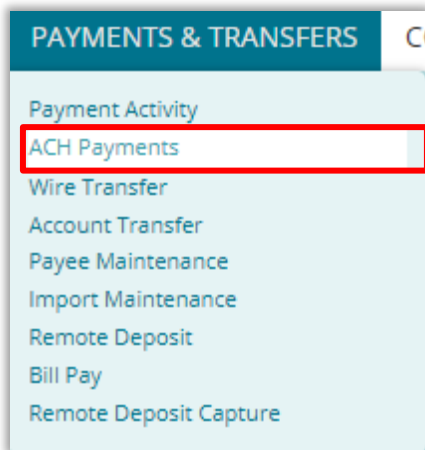 PAYMENTS & TRANSFERS
Payment Activity
ACH Payments
Wire Transfer
Account Transfer
Payee Maintenance
Import Maintenance
Remote Deposit
Bill Pay
Remote Deposit Capture